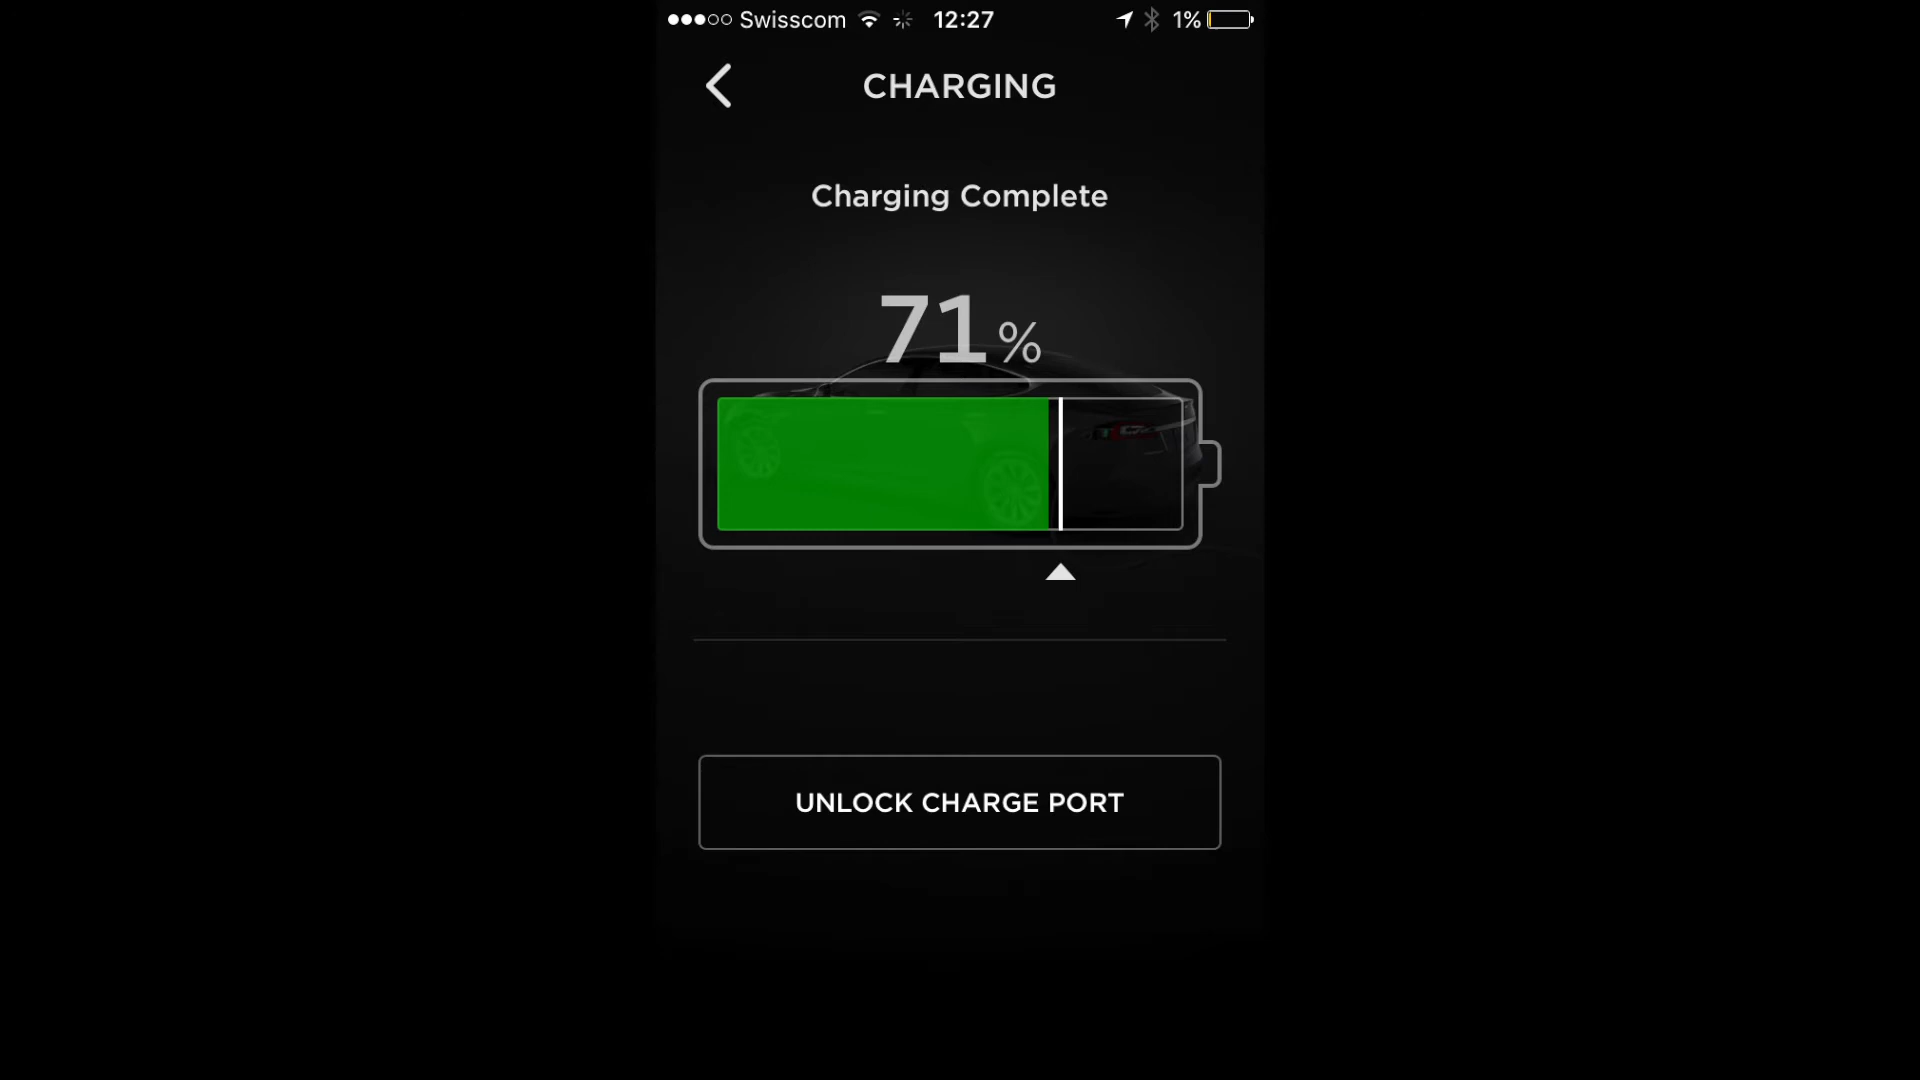 Swisscom 12:27 1%
CHARGING
Charging Complete
71%
UNLOCK CHARGE PORT